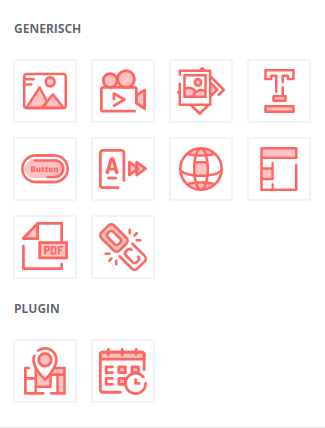 GENERISCH
T
Button
A
PDF
PLUGIN